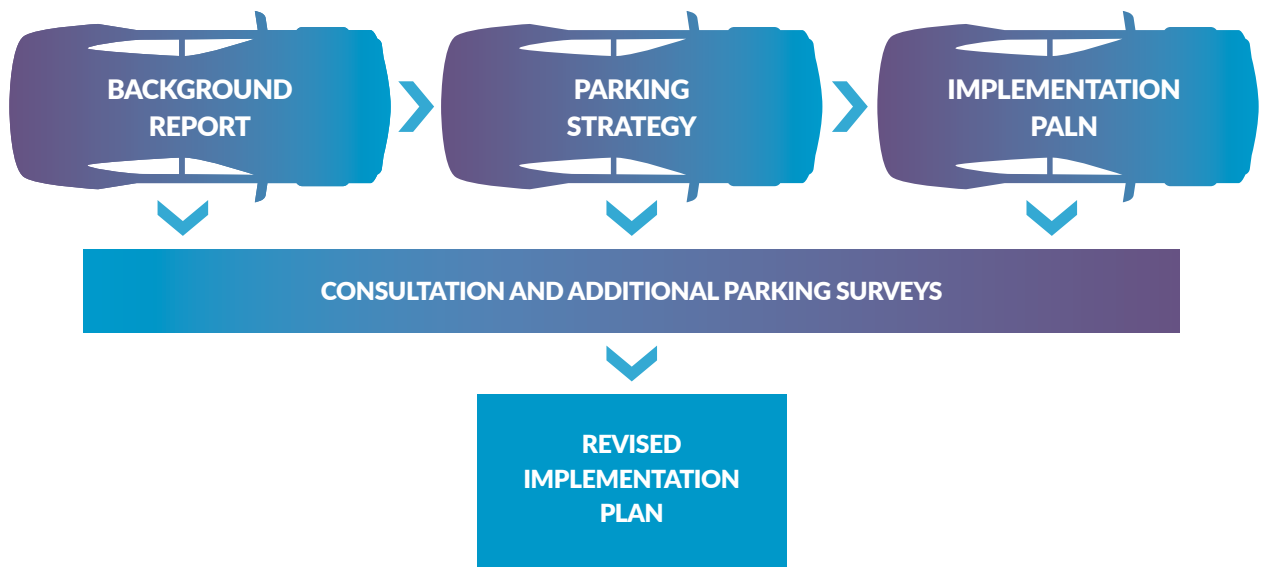 BACKGROUND
REPORT
PARKING
STRATEGY
IMPLEMENTATION
PALN
CONSULTATION AND ADDITIONAL PARKING SURVEYS
REVISED
IMPLEMENTATION
PLAN